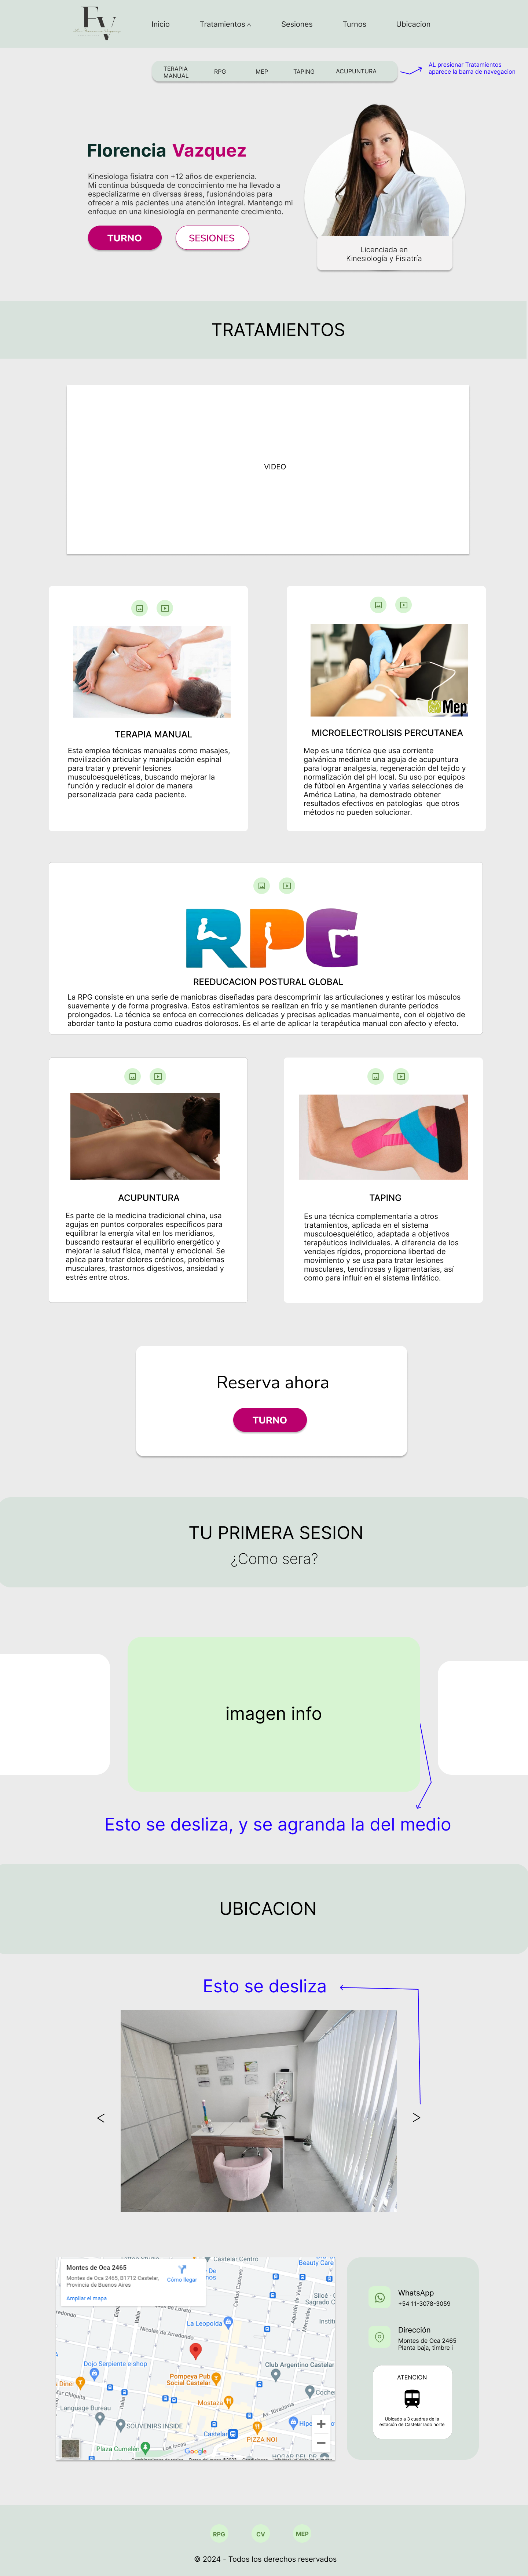 FV
Inicio
Tratamientos
Sesiones
Turnos
Ubicacion
TERAPIA
MANUAL
RPG
MEP
TAPING
ACUPUNTURA
AL presionar Tratamientos
aparece la barra de navegacion
Florencia Vazquez
Kinesiologa fisiatra con +12 años de experiencia.
Mi continua búsqueda de conocimiento me ha llevado a
especializarme en diversas áreas, fusionándolas para
ofrecer a mis pacientes una atención integral. Mantengo mi
enfoque en una kinesiología en permanente crecimiento.
TURNO
SESIONES
Licenciada en
Kinesiología y Fisiatría
TRATAMIENTOS
VIDEO
TERAPIA MANUAL
Esta emplea técnicas manuales como masajes,
movilización articular y manipulación espinal
para tratar y prevenir lesiones
musculoesqueléticas, buscando mejorar la
función y reducir el dolor de manera
personalizada para cada paciente.
Mep
MICROELECTROLISIS PERCUTANEA
Mep es una técnica que usa corriente
galvánica mediante una aguja de acupuntura
para lograr analgesia, regeneración del tejido y
normalización del pH local. Su uso por equipos
de fútbol en Argentina y varias selecciones de
América Latina, ha demostrado obtener
resultados efectivos en patologías que otros
métodos no pueden solucionar.
RPG
REEDUCACION POSTURAL GLOBAL
La RPG consiste en una serie de maniobras diseñadas para descomprimir las articulaciones y estirar los músculos
suavemente y de forma progresiva. Estos estiramientos se realizan en frío y se mantienen durante períodos
prolongados. La técnica se enfoca en correcciones delicadas y precisas aplicadas manualmente, con el objetivo de
abordar tanto la postura como cuadros dolorosos. Es el arte de aplicar la terapéutica manual con afecto y efecto.
ACUPUNTURA
Es parte de la medicina tradicional china, usa
agujas en puntos corporales específicos para
equilibrar la energía vital en los meridianos,
buscando restaurar el equilibrio energético y
mejorar la salud física, mental y emocional. Se
aplica para tratar dolores crónicos, problemas
musculares, trastornos digestivos, ansiedad y
estrés entre otros.
TAPING
Es una técnica complementaria a otros
tratamientos, aplicada en el sistema
musculoesquelético, adaptada a objetivos
terapéuticos individuales. A diferencia de los
vendajes rígidos, proporciona libertad de
movimiento y se usa para tratar lesiones
musculares, tendinosas y ligamentarias, así
como para influir en el sistema linfático.
Reserva ahora
TURNO
TU PRIMERA SESION
¿Como sera?
imagen info
Esto se desliza, y se agranda la del medio
UBICACION
Esto se desliza
Montes de Oca 2465
Montes de Oca 2465, B1712 Castelar,
Provincia de Buenos Aires
Cómo llegar
Ampliar el mapa
Castelar Centro
Beauty Care
Carlos Casares
Nicolás de Arredondo
La Leopolda
Dojo Serpiente e-shop
Pompeya Pub
Social Castelar
Club Argentino Castelar
Diner
Mostaza
Av. Rivadavia
Language Bureau
SOUVENIRS INSIDE
Castelar
PIZZA NOI
Plaza Cumelén
Los Incas
Google
WhatsApp
+54 11-3078-3059
Dirección
Montes de Oca 2465
Planta baja, timbre i
ATENCION
Ubicado a 3 cuadras de la
estación de Castelar lado norte
RPG
CV
MEP
© 2024 - Todos los derechos reservados